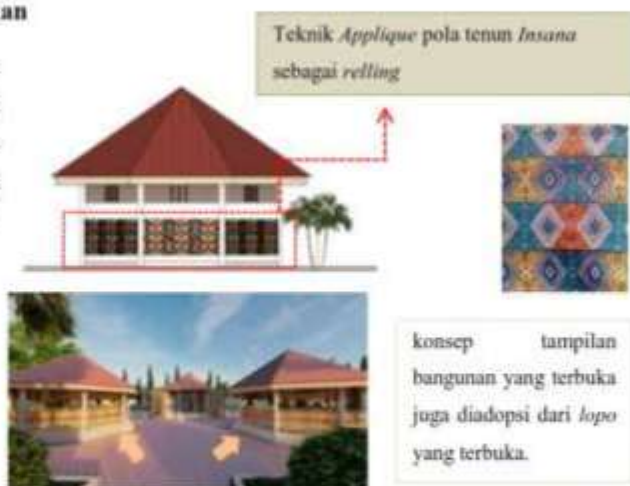 an
Teknik Applique pola tenun Insana
sebagai relling
konsep tampilan
bangunan yang terbuka
juga diadopsi dari lopo
yang terbuka.